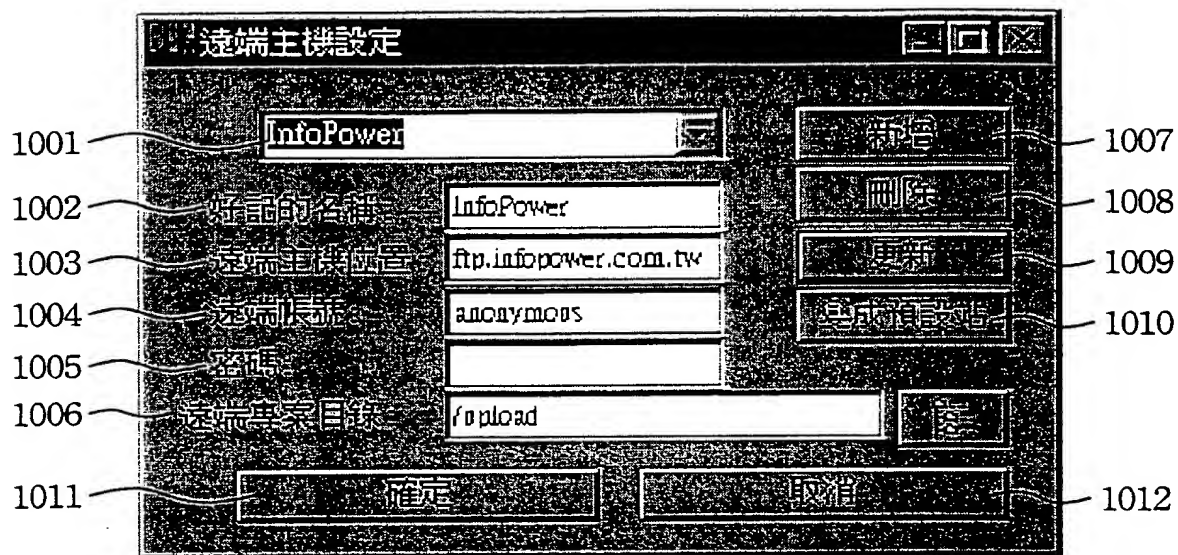 遠端主機設定
1001 InfoPower 新增 1007
1002 好記的名稱: InfoPower 刪除 1008
1003 遠端主機位置: ftp.infopower.com.tw 更新 1009
1004 遠端帳號: anonymous 設成預設站 1010
1005 密碼:
1006 遠端專案目錄: /upload
1011 確定 取消 1012